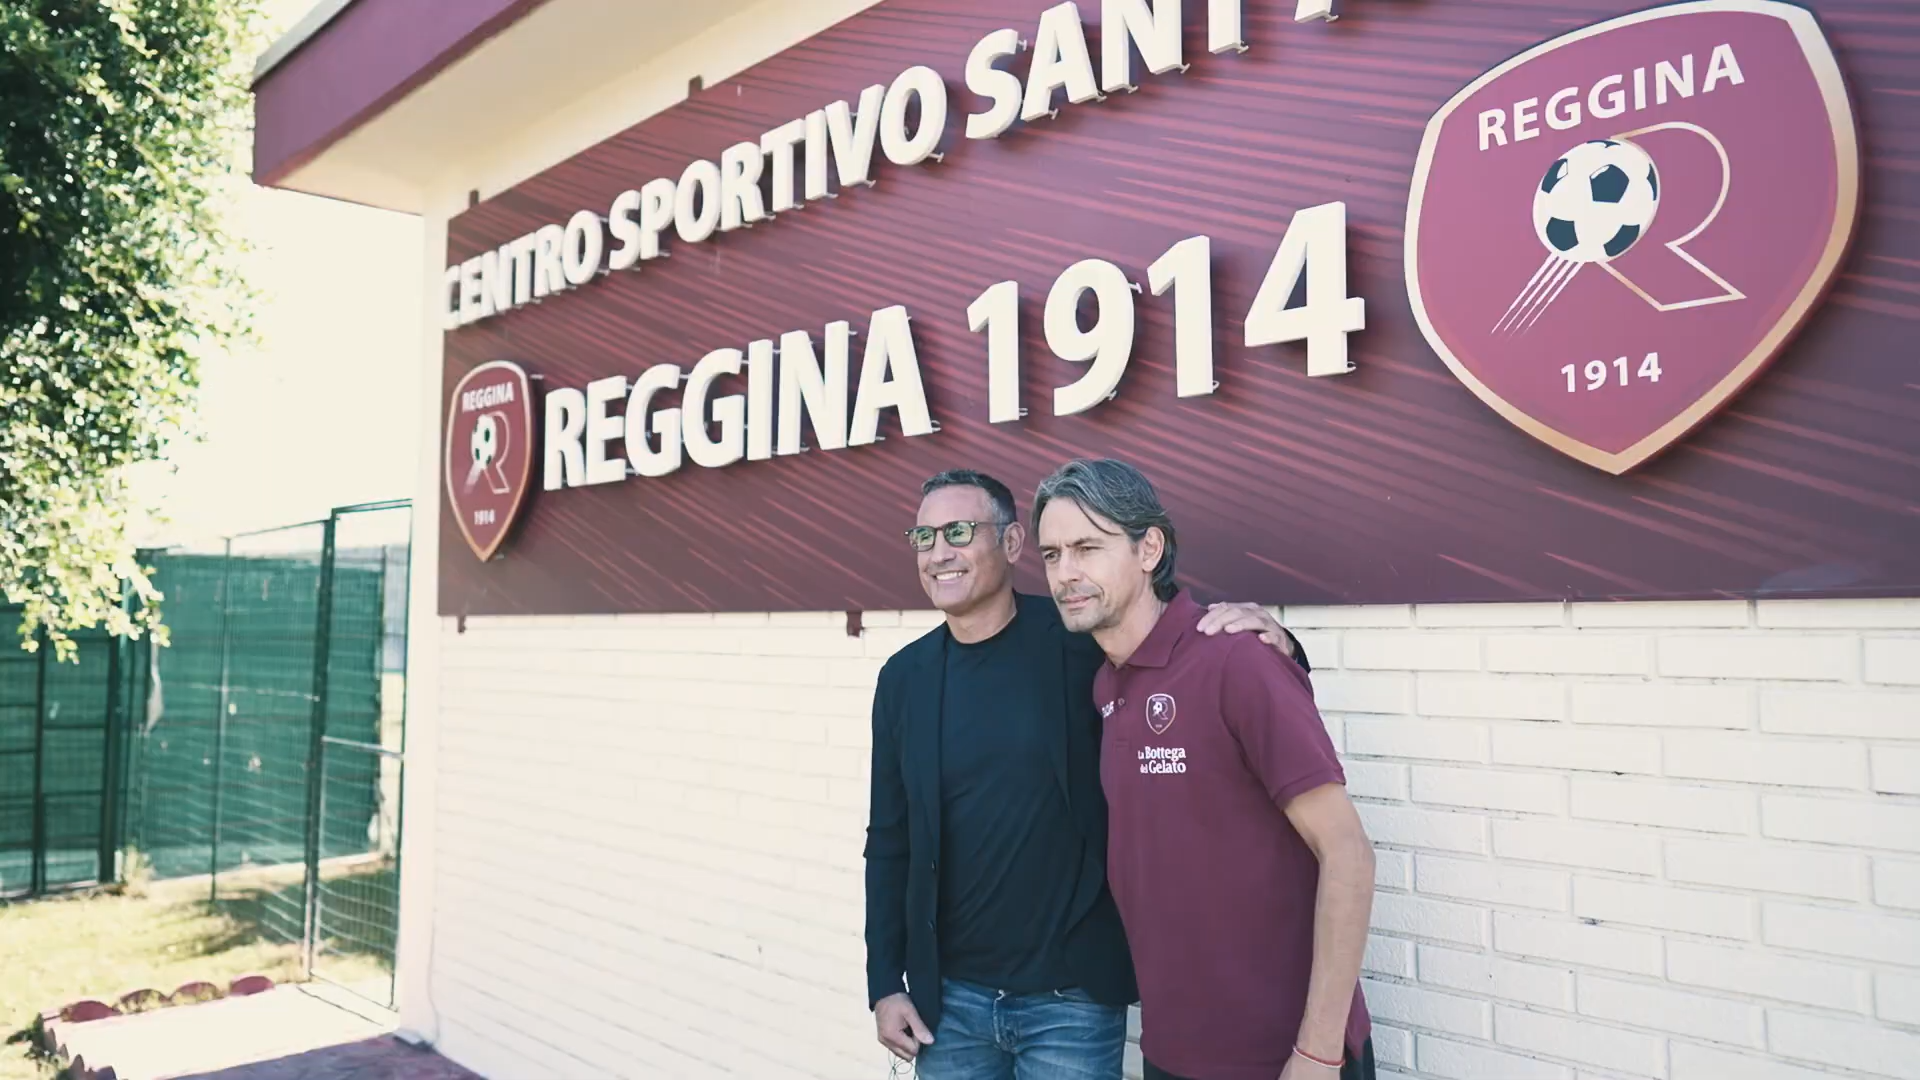 CENTRO SPORTIVO SANT'A
REGGINA 1914
REGGINA
1914
REGGINA
1914
La Bottega
del Gelato